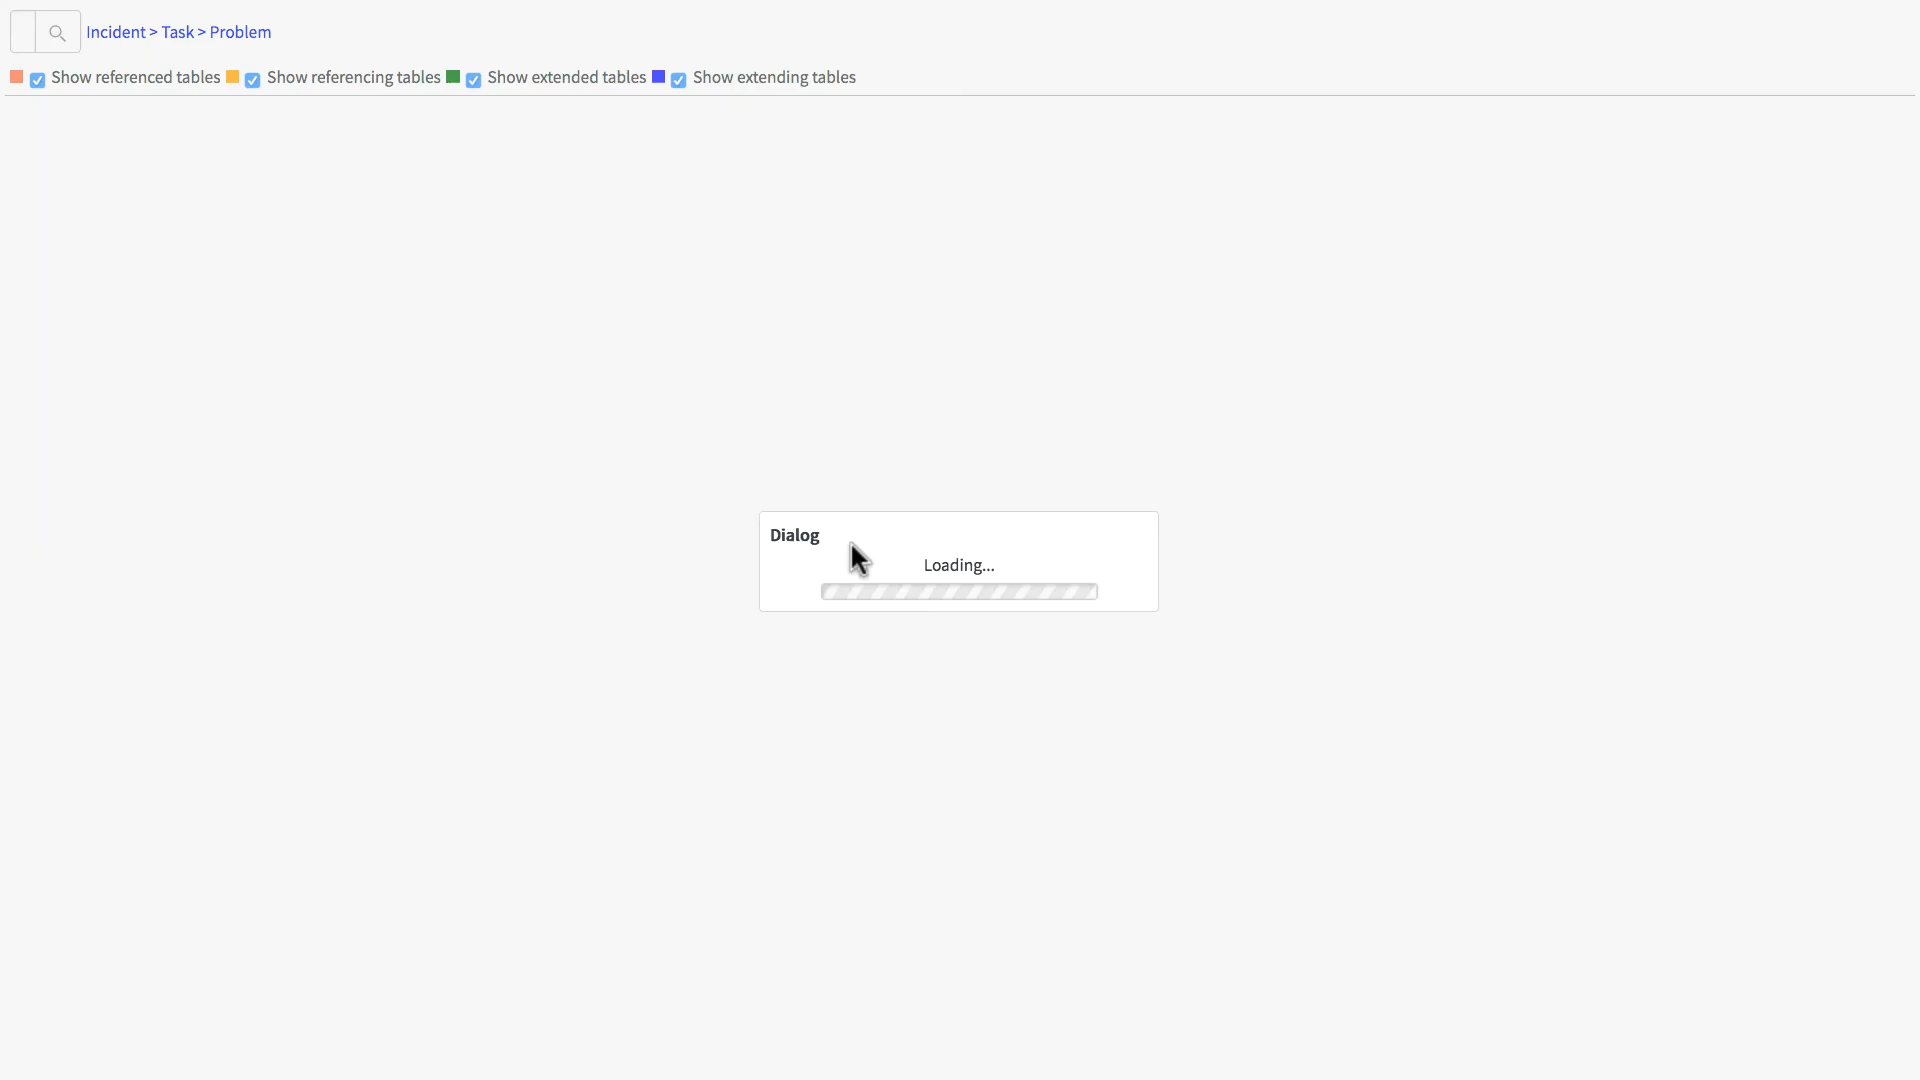 Incident > Task > Problem
Show referenced tables Show referencing tables Show extended tables Show extending tables
Dialog
Loading...